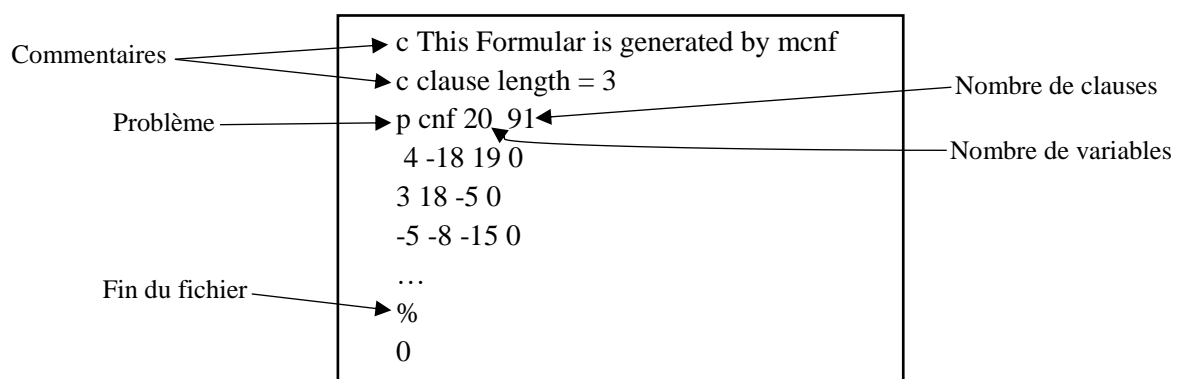 c This Formular is generated by mcnf
Commentaires
c clause length = 3
Nombre de clauses
Problème
p cnf 20 91
Nombre de variables
4 -18 19 0
3 18 -5 0
-5 -8 -15 0
…
Fin du fichier
%
0